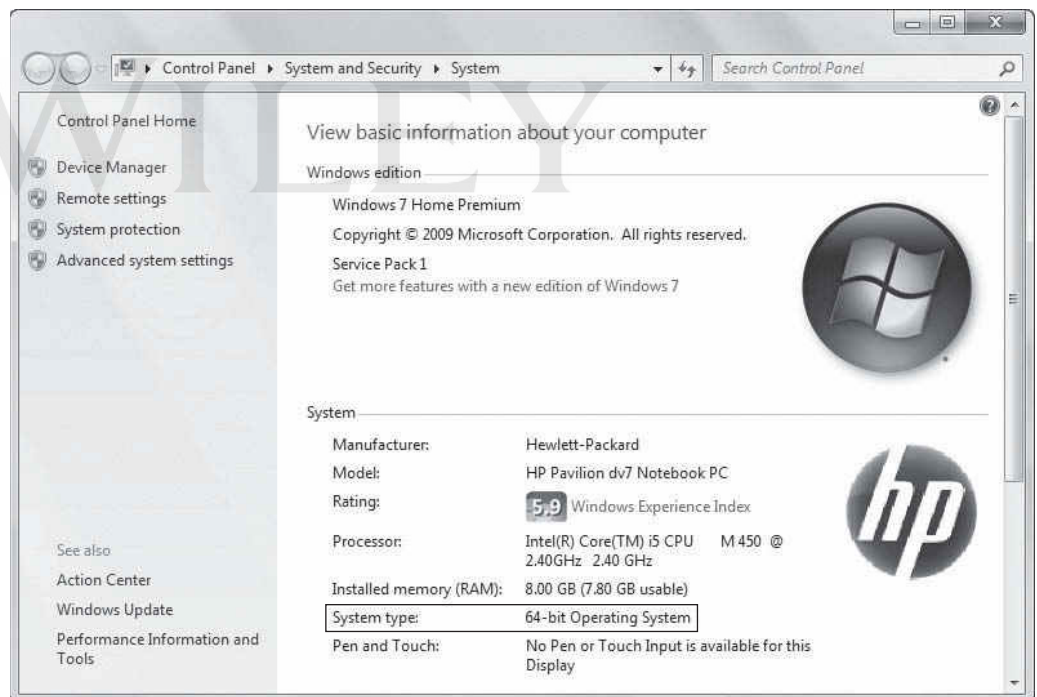 Control Panel ▸ System and Security ▸ System
Search Control Panel
WILEY
Control Panel Home
Device Manager
Remote settings
System protection
Advanced system settings
See also
Action Center
Windows Update
Performance Information and
Tools
View basic information about your computer
Windows edition
Windows 7 Home Premium
Copyright © 2009 Microsoft Corporation. All rights reserved.
Service Pack 1
Get more features with a new edition of Windows 7
System
Manufacturer: Hewlett-Packard
Model: HP Pavilion dv7 Notebook PC
Rating: 5.9 Windows Experience Index
Processor: Intel(R) Core(TM) i5 CPU M 450 @
2.40GHz 2.40 GHz
Installed memory (RAM): 8.00 GB (7.80 GB usable)
System type: 64-bit Operating System
Pen and Touch: No Pen or Touch Input is available for this
Display
hp